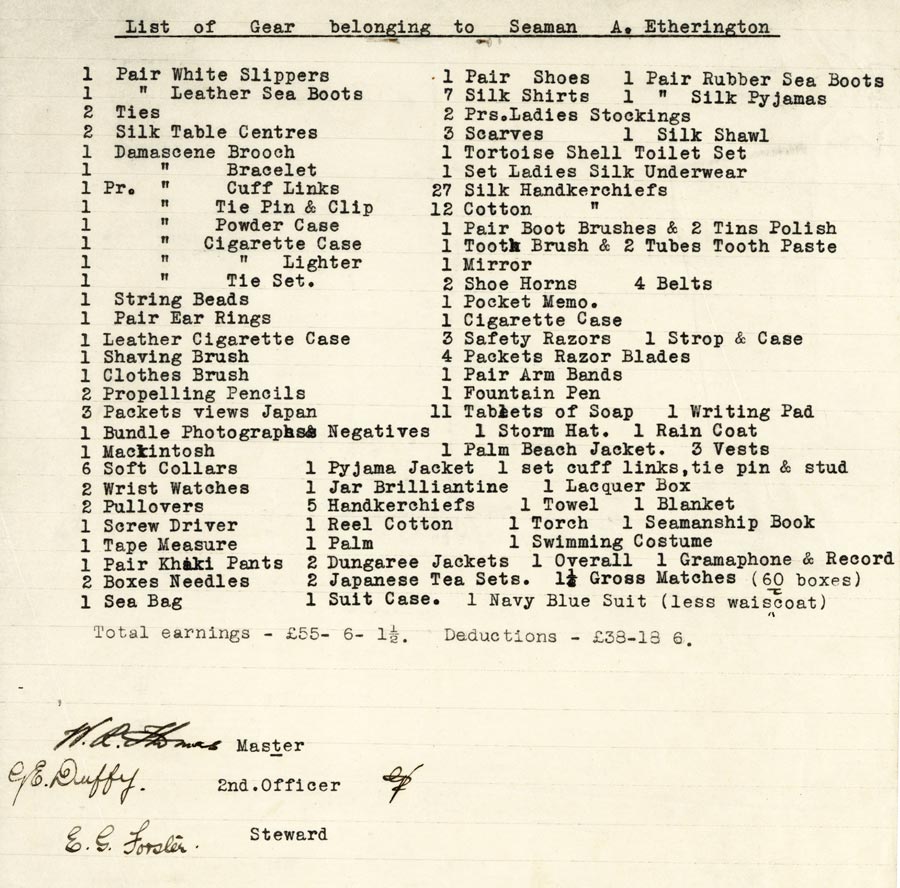 List of Gear belonging to Seaman A. Etherington
1 Pair White Slippers 1 Pair Shoes 1 Pair Rubber Sea Boots
1 " Leather Sea Boots 7 Silk Shirts 1 " Silk Pyjamas
2 Ties 2 Prs.Ladies Stockings
2 Silk Table Centres 3 Scarves 1 Silk Shawl
1 Damascene Brooch 1 Tortoise Shell Toilet Set
1 " Bracelet 1 Set Ladies Silk Underwear
1 Pr. " Cuff Links 27 Silk Handkerchiefs
1 " Tie Pin & Clip 12 Cotton "
1 " Powder Case 1 Pair Boot Brushes & 2 Tins Polish
1 " Cigarette Case 1 Tooth Brush & 2 Tubes Tooth Paste
1 " " Lighter 1 Mirror
1 " Tie Set. 2 Shoe Horns 4 Belts
1 String Beads 1 Pocket Memo.
1 Pair Ear Rings 1 Cigarette Case
1 Leather Cigarette Case 3 Safety Razors 1 Strop & Case
1 Shaving Brush 4 Packets Razor Blades
1 Clothes Brush 1 Pair Arm Bands
2 Propelling Pencils 1 Fountain Pen
3 Packets views Japan 11 Tablets of Soap 1 Writing Pad
1 Bundle Photographs& Negatives 1 Storm Hat. 1 Rain Coat
1 Mackintosh 1 Palm Beach Jacket. 3 Vests
6 Soft Collars 1 Pyjama Jacket 1 set cuff links,tie pin & stud
2 Wrist Watches 1 Jar Brilliantine 1 Lacquer Box
2 Pullovers 5 Handkerchiefs 1 Towel 1 Blanket
1 Screw Driver 1 Reel Cotton 1 Torch 1 Seamanship Book
1 Tape Measure 1 Palm 1 Swimming Costume
1 Pair Khaki Pants 2 Dungaree Jackets 1 Overall 1 Gramaphone & Record
2 Boxes Needles 2 Japanese Tea Sets. Gross Matches (60 boxes)
1 Sea Bag 1 Suit Case. 1 Navy Blue Suit (less waiscoat)
Total earnings - £55- 6- 1½. Deductions - £38-18 6.
W. R. Thomas Master
G E. Duffy. 2nd.Officer
E. G. Forster. Steward